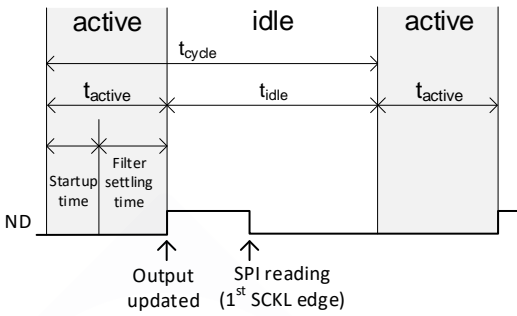 active idle active
tcycle
tactive tidle tactive
Startup time
Filter settling time
ND
Output updated
SPI reading
(1st SCKL edge)